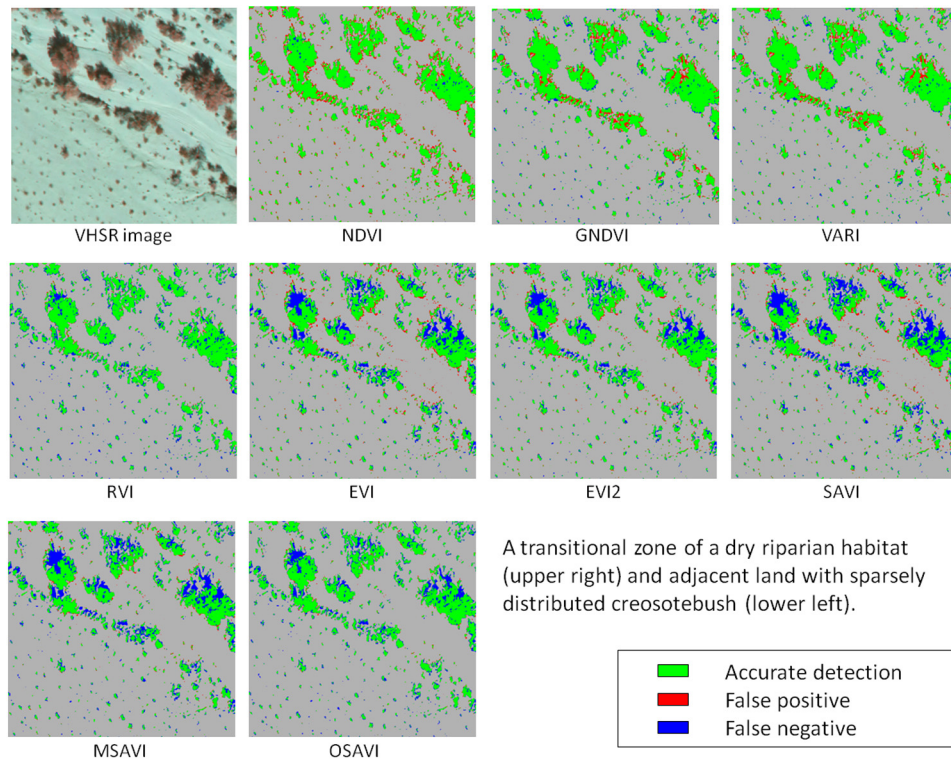 VHSR image
NDVI
GNDVI
VARI
RVI
EVI
EVI2
SAVI
MSAVI
OSAVI
A transitional zone of a dry riparian habitat
(upper right) and adjacent land with sparsely
distributed creosotebush (lower left).
Accurate detection
False positive
False negative